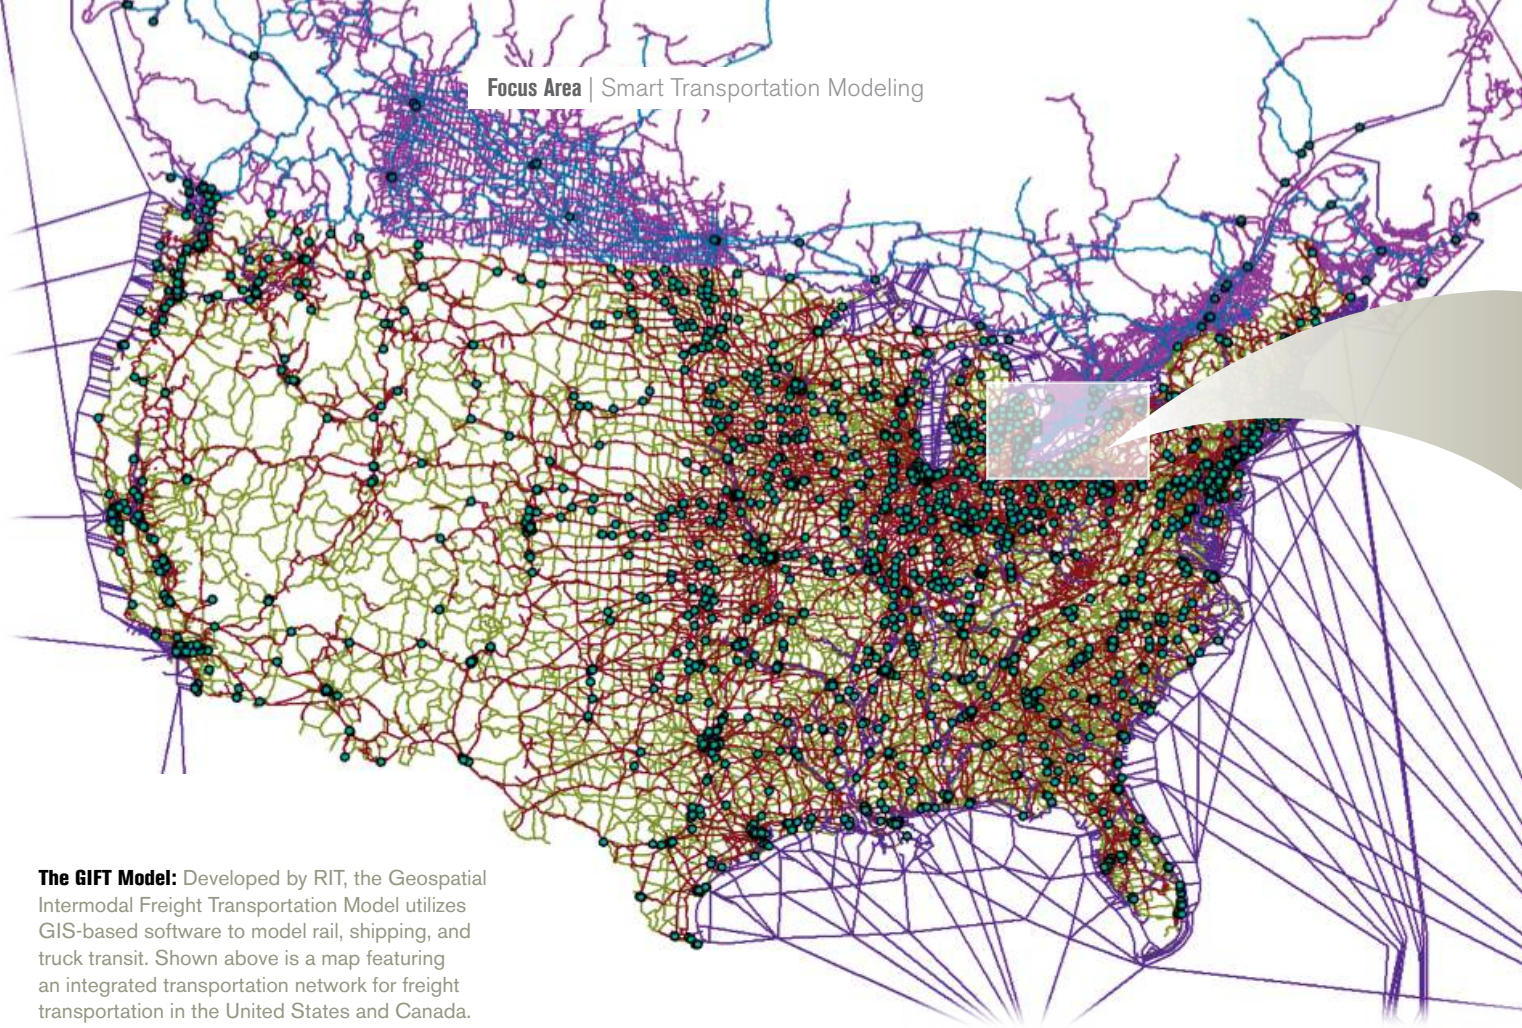 Focus Area | Smart Transportation Modeling
The GIFT Model: Developed by RIT, the Geospatial
Intermodal Freight Transportation Model utilizes
GIS-based software to model rail, shipping, and
truck transit. Shown above is a map featuring
an integrated transportation network for freight
transportation in the United States and Canada.